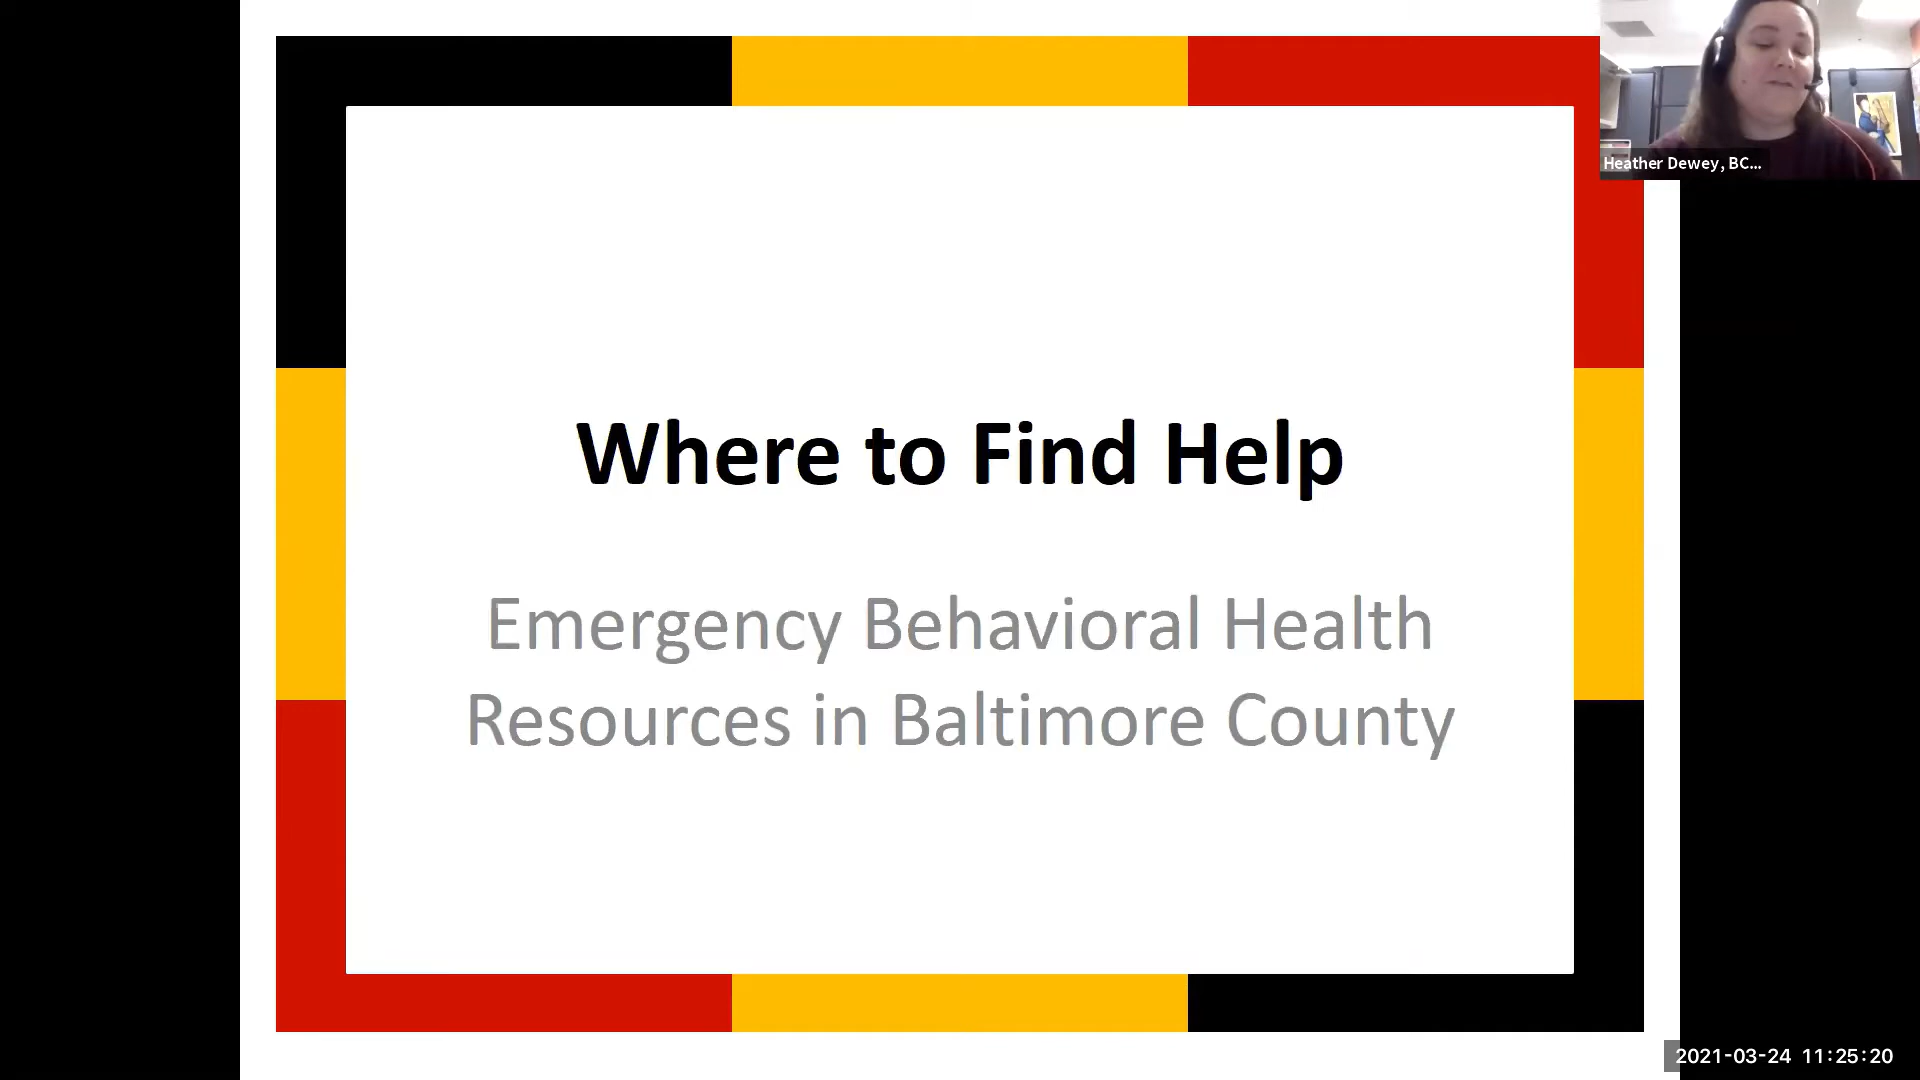 Heather Dewey, BC...
Where to Find Help
Emergency Behavioral Health
Resources in Baltimore County
2021-03-24 11:25:20